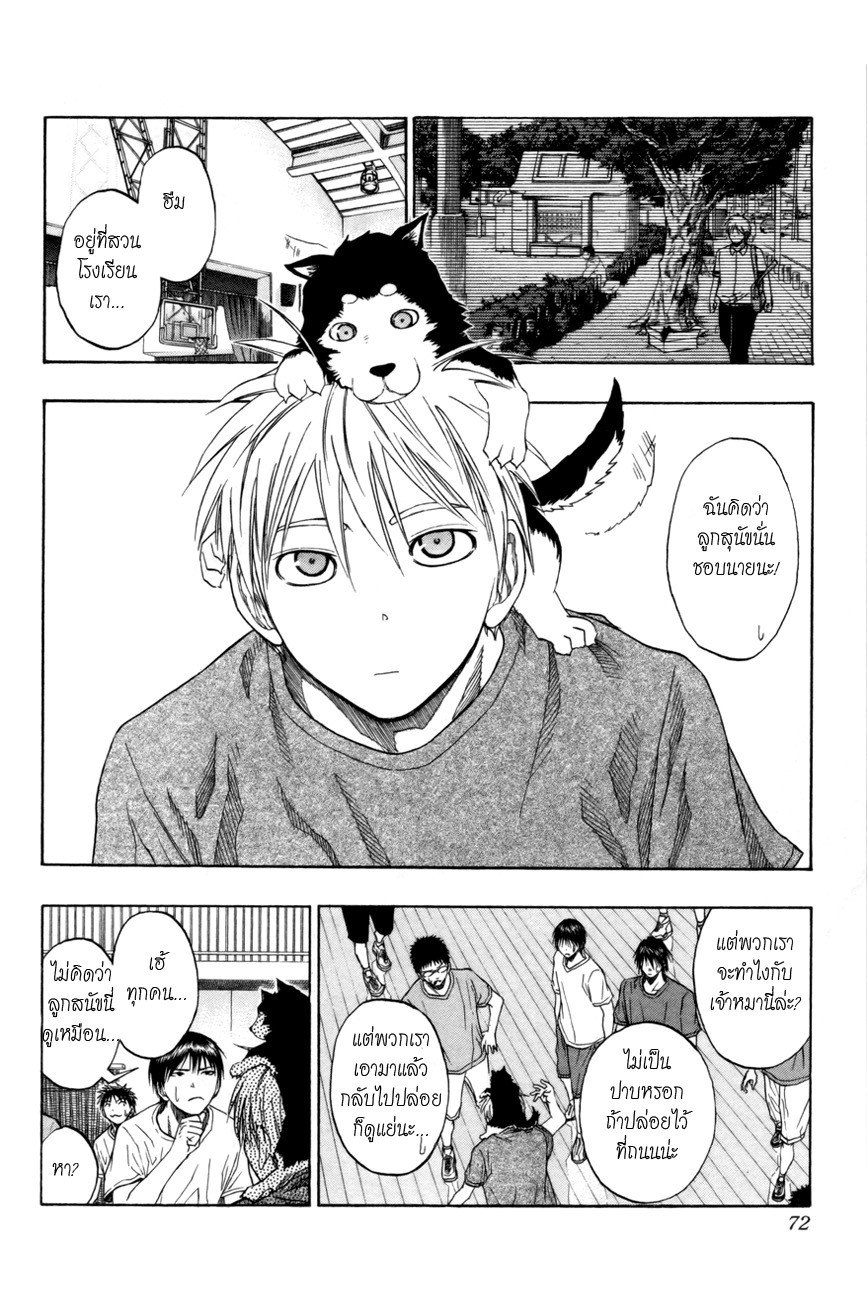 ฮึม
อยู่ที่สวน
โรงเรียน
เรา...
ฉันคิดว่า
ลูกสุนัขนั่น
ชอบนายนะ!
แต่พวกเรา
จะทำไงกับ
เจ้าหมานี่ล่ะ?
ไม่เป็น
ปาบหรอก
ถ้าปล่อยไว้
ที่ถนนน่ะ
แต่พวกเรา
เอามาแล้ว
กลับไปปล่อย
ก็ดูแย่นะ...
เฮ้
ทุกคน...
ไม่คิดว่า
ลูกสนัขนี่
ดูเหมือน...
หา?
72